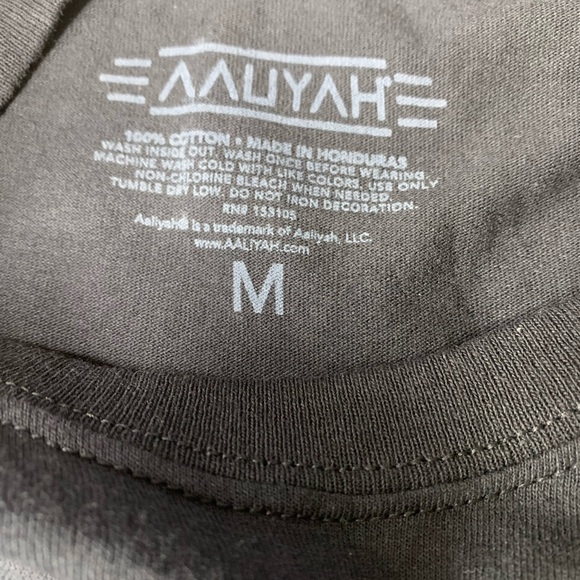 AALIYAH®
100% COTTON • MADE IN HONDURAS
WASH INSIDE OUT. WASH ONCE BEFORE WEARING.
MACHINE WASH COLD WITH LIKE COLORS. USE ONLY
NON-CHLORINE BLEACH WHEN NEEDED.
TUMBLE DRY LOW. DO NOT IRON DECORATION.
RN# 153105
Aaliyah® is a trademark of Aaliyah, LLC.
www.AALIYAH.com
M